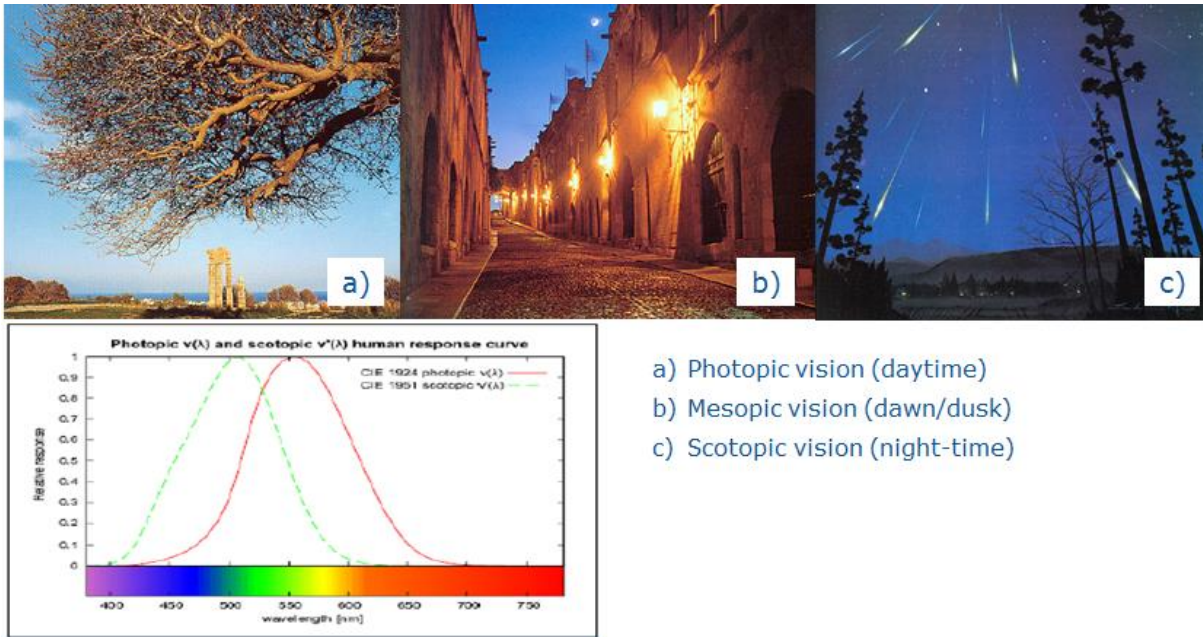 a)
b)
c)
Photopic v(λ) and scotopic v'(λ) human response curve
CIE 1924 photopic v(λ)
CIE 1951 scotopic v'(λ)
Relative response
1
0.9
0.8
0.7
0.6
0.5
0.4
0.3
0.2
0.1
0
400 450 500 550 600 650 700 750
wavelength [nm]
a) Photopic vision (daytime)
b) Mesopic vision (dawn/dusk)
c) Scotopic vision (night-time)